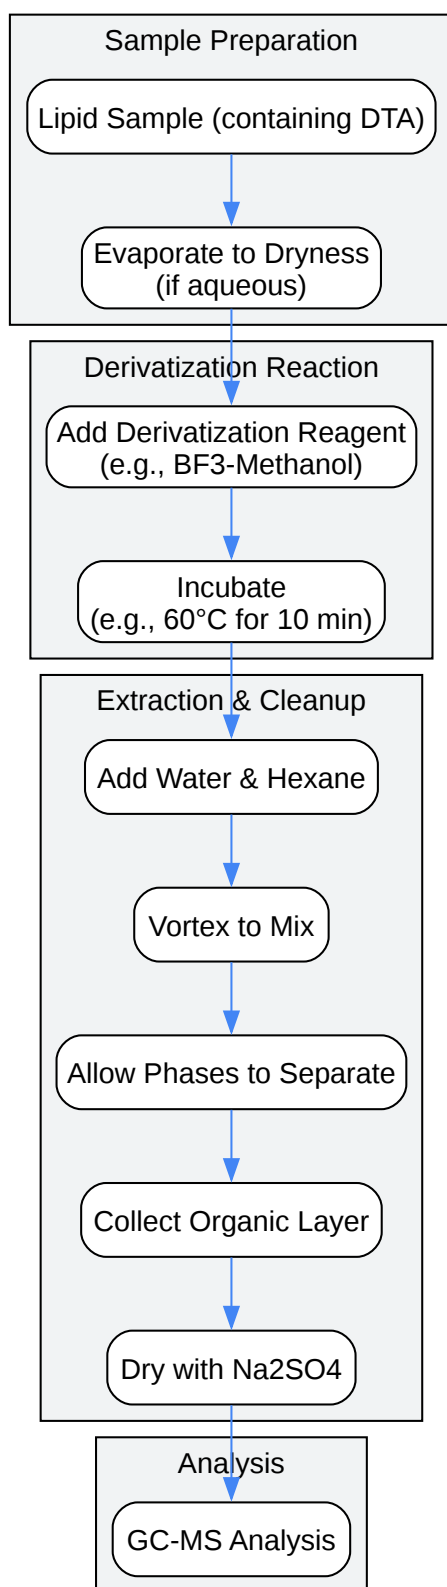 Sample Preparation
Lipid Sample (containing DTA)
Evaporate to Dryness
(if aqueous)
Derivatization Reaction
Add Derivatization Reagent
(e.g., BF3-Methanol)
Incubate
(e.g., 60°C for 10 min)
Extraction & Cleanup
Add Water & Hexane
Vortex to Mix
Allow Phases to Separate
Collect Organic Layer
Dry with Na2SO4
Analysis
GC-MS Analysis